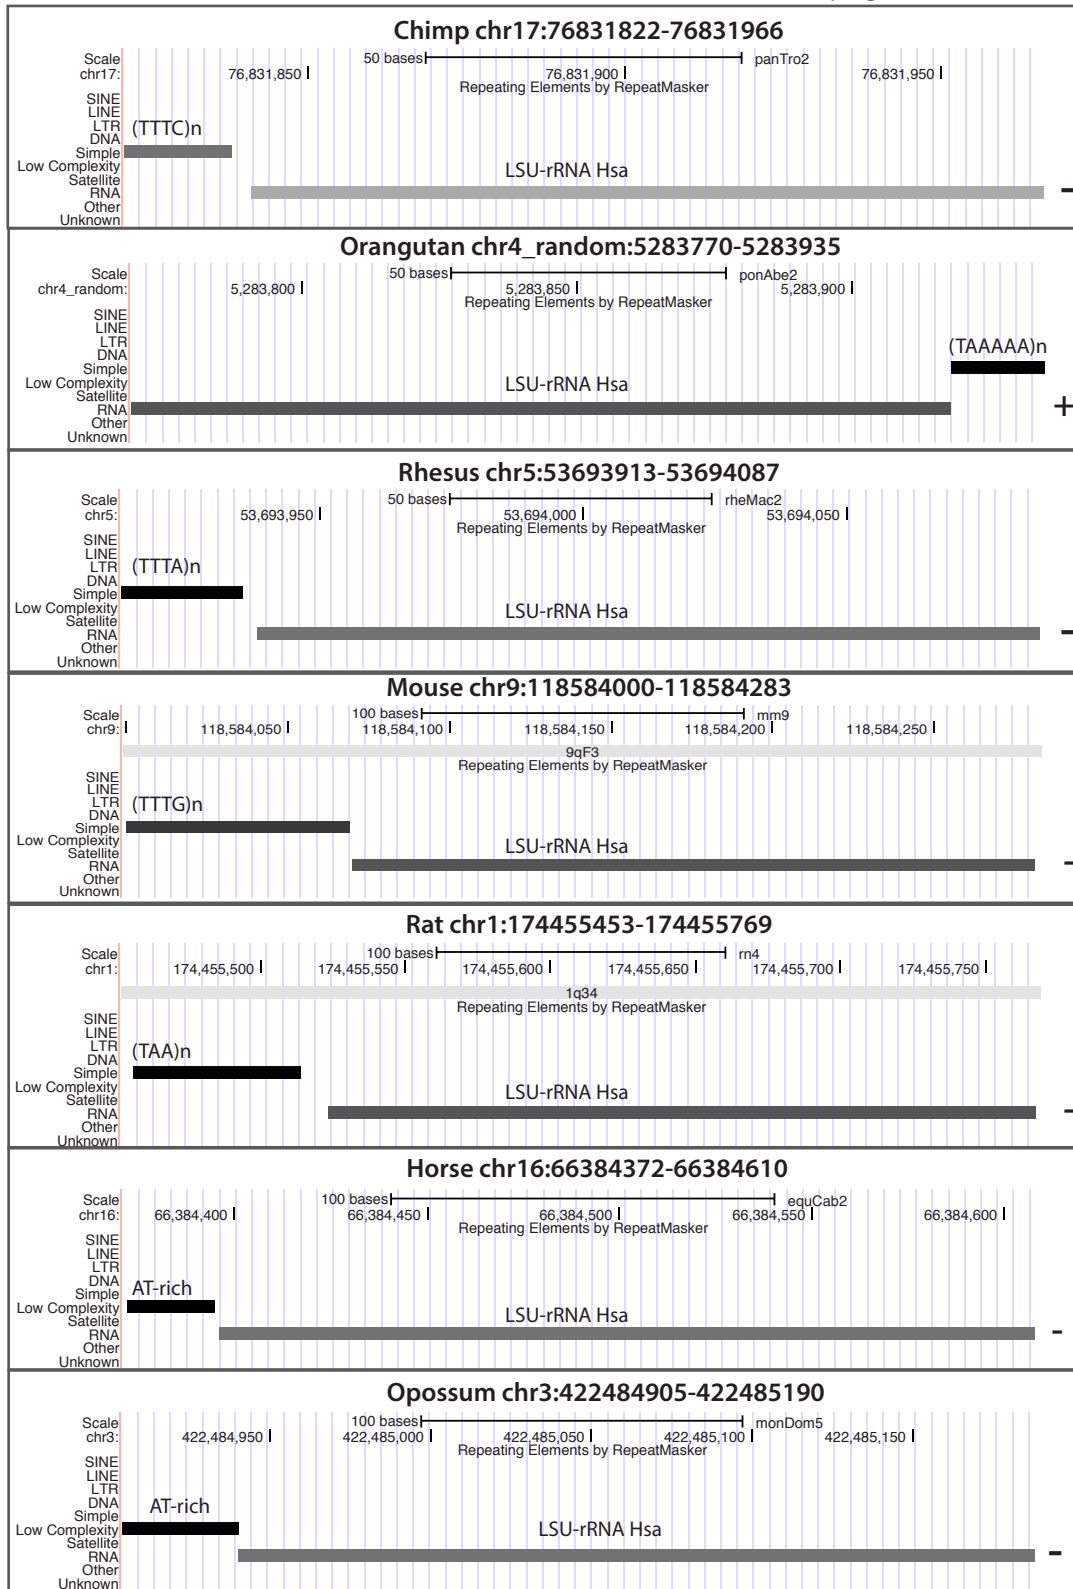 Chimp chr17:76831822-76831966
Scale 50 bases panTro2
chr17: 76,831,850 76,831,900 76,831,950
Repeating Elements by RepeatMasker
SINE
LINE
LTR (TTTC)n
DNA
Simple
Low Complexity LSU-rRNA Hsa
Satellite
RNA -
Other
Unknown
Orangutan chr4_random:5283770-5283935
Scale 50 bases ponAbe2
chr4_random: 5,283,800 5,283,850 5,283,900
Repeating Elements by RepeatMasker
SINE
LINE
LTR (TAAAAA)n
DNA
Simple
Low Complexity LSU-rRNA Hsa
Satellite
RNA +
Other
Unknown
Rhesus chr5:53693913-53694087
Scale 50 bases rheMac2
chr5: 53,693,950 53,694,000 53,694,050
Repeating Elements by RepeatMasker
SINE
LINE
LTR (TTTA)n
DNA
Simple
Low Complexity LSU-rRNA Hsa
Satellite
RNA -
Other
Unknown
Mouse chr9:118584000-118584283
Scale 100 bases mm9
chr9: 118,584,050 118,584,100 118,584,150 118,584,200 118,584,250
9qF3
Repeating Elements by RepeatMasker
SINE
LINE
LTR (TTTG)n
DNA
Simple
Low Complexity LSU-rRNA Hsa
Satellite
RNA -
Other
Unknown
Rat chr1:174455453-174455769
Scale 100 bases rn4
chr1: 174,455,500 174,455,550 174,455,600 174,455,650 174,455,700 174,455,750
1q34
Repeating Elements by RepeatMasker
SINE
LINE
LTR (TAA)n
DNA
Simple
Low Complexity LSU-rRNA Hsa
Satellite
RNA -
Other
Unknown
Horse chr16:66384372-66384610
Scale 100 bases equCab2
chr16: 66,384,400 66,384,450 66,384,500 66,384,550 66,384,600
Repeating Elements by RepeatMasker
SINE
LINE
LTR
DNA AT-rich
Simple
Low Complexity LSU-rRNA Hsa
Satellite
RNA -
Other
Unknown
Opossum chr3:422484905-422485190
Scale 100 bases monDom5
chr3: 422,484,950 422,485,000 422,485,050 422,485,100 422,485,150
Repeating Elements by RepeatMasker
SINE
LINE
LTR
DNA AT-rich
Simple
Low Complexity LSU-rRNA Hsa
Satellite
RNA -
Other
Unknown